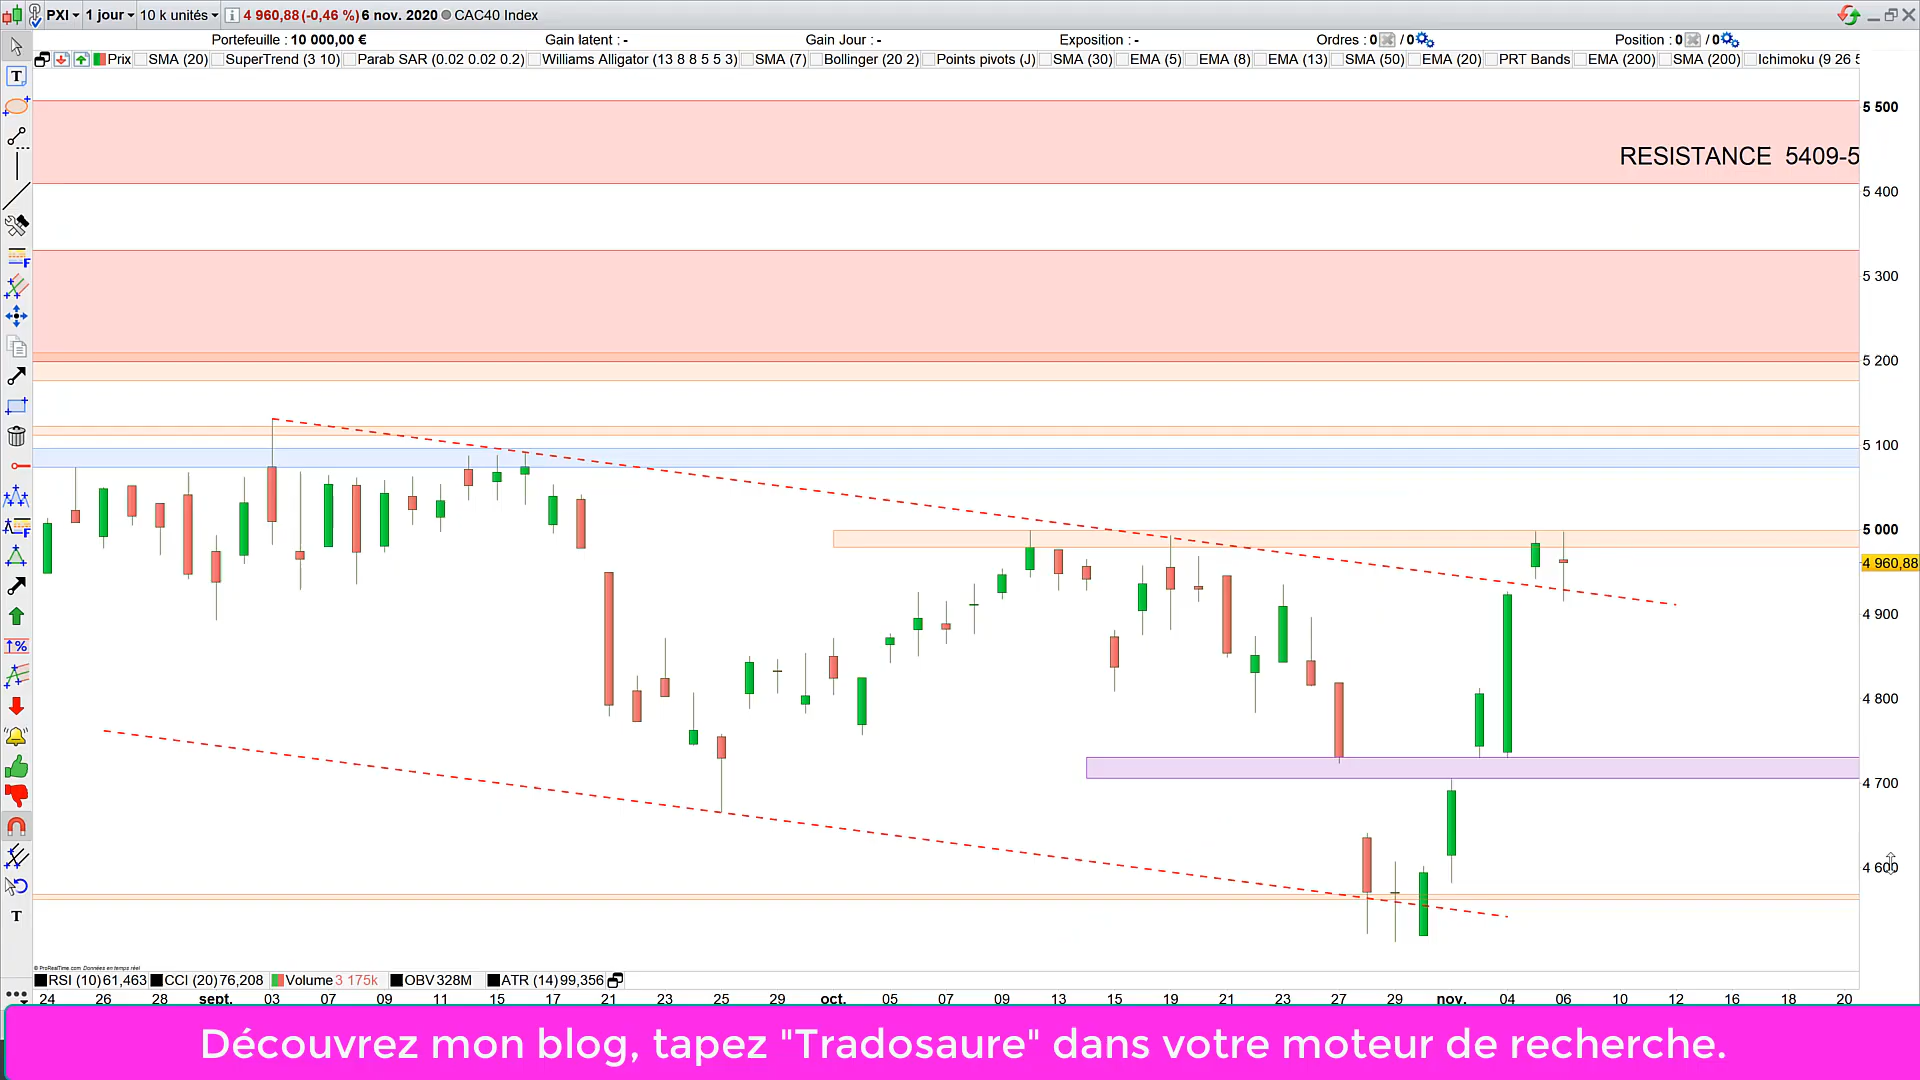 PXI 1 jour 10 k unités 4 960,88 (-0,46 %) 6 nov. 2020 CAC40 Index
Portefeuille : 10 000,00 € Gain latent : - Gain Jour : - Exposition : - Ordres : 0 / 0 Position : 0 / 0
Prix SMA (20) SuperTrend (3 10) Parab SAR (0.02 0.02 0.2) Williams Alligator (13 8 8 5 5 3) SMA (7) Bollinger (20 2) Points pivots (J) SMA (30) EMA (5) EMA (8) EMA (13) SMA (50) EMA (20) PRT Bands EMA (200) SMA (200) Ichimoku (9 26 5
5 500
RESISTANCE 5409-5
5 400
5 300
5 200
5 100
5 000
4 960,88
4 900
4 800
4 700
4 600
© ProRealTime.com Données en temps réel
RSI (10) 61,463 CCI (20) 76,208 Volume 3 175k OBV 328M ATR (14) 99,356
24 26 28 sept. 03 07 09 11 15 17 21 23 25 29 oct. 05 07 09 13 15 19 21 23 27 29 nov. 04 06 10 12 16 18 20
Découvrez mon blog, tapez "Tradosaure" dans votre moteur de recherche.